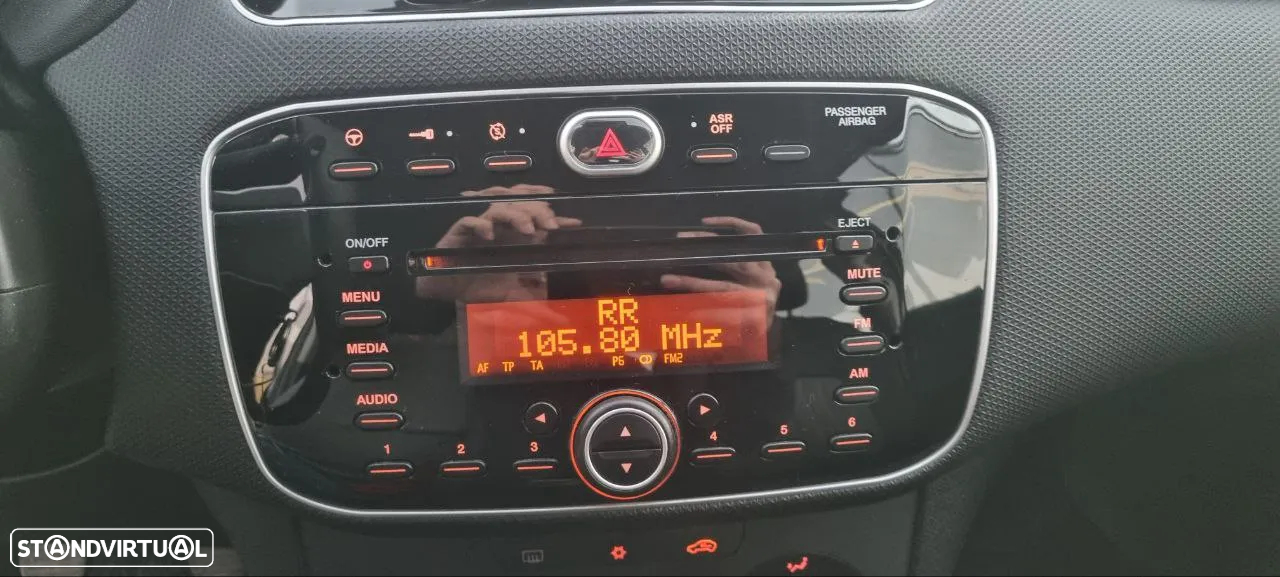 ASR
OFF
PASSENGER
AIRBAG
ON/OFF
EJECT
MENU
MUTE
RR
105.80 MHz
AF TP TA P6 CD FM2
FM
MEDIA
AM
AUDIO
1 2 3 4 5 6
STANDVIRTUAL